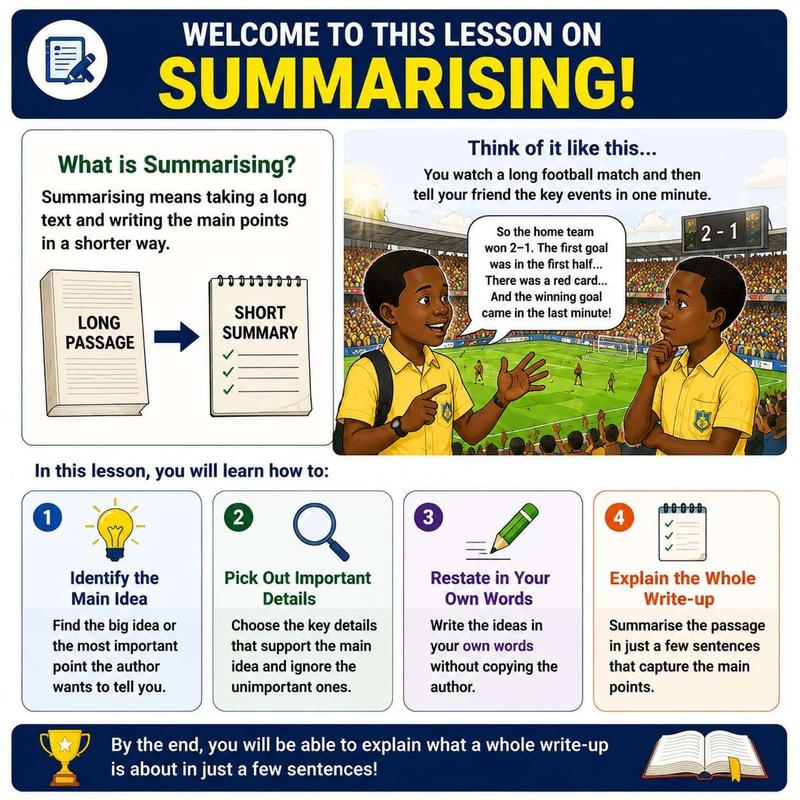 WELCOME TO THIS LESSON ON
SUMMARISING!
What is Summarising?
Summarising means taking a long
text and writing the main points
in a shorter way.
LONG
PASSAGE
SHORT
SUMMARY
Think of it like this...
You watch a long football match and then
tell your friend the key events in one minute.
So the home team
won 2–1. The first goal
was in the first half...
There was a red card...
And the winning goal
came in the last minute!
2 - 1
In this lesson, you will learn how to:
1
Identify the
Main Idea
Find the big idea or
the most important
point the author
wants to tell you.
2
Pick Out Important
Details
Choose the key details
that support the main
idea and ignore the
unimportant ones.
3
Restate in Your
Own Words
Write the ideas in
your own words
without copying the
author.
4
Explain the Whole
Write-up
Summarise the passage
in just a few sentences
that capture the main
points.
By the end, you will be able to explain what a whole write-up
is about in just a few sentences!